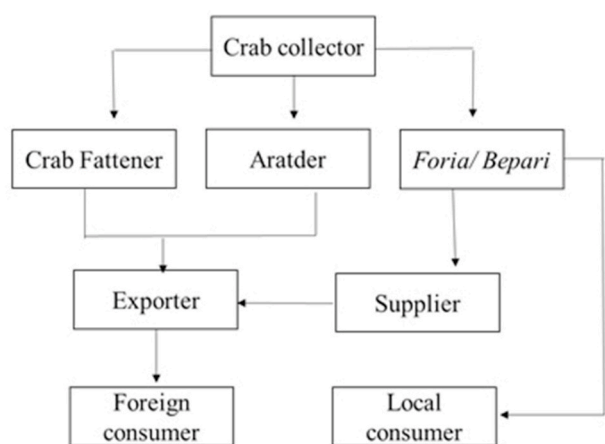 Crab collector
Crab Fattener
Aratder
Foria/ Bepari
Exporter
Supplier
Foreign
consumer
Local
consumer